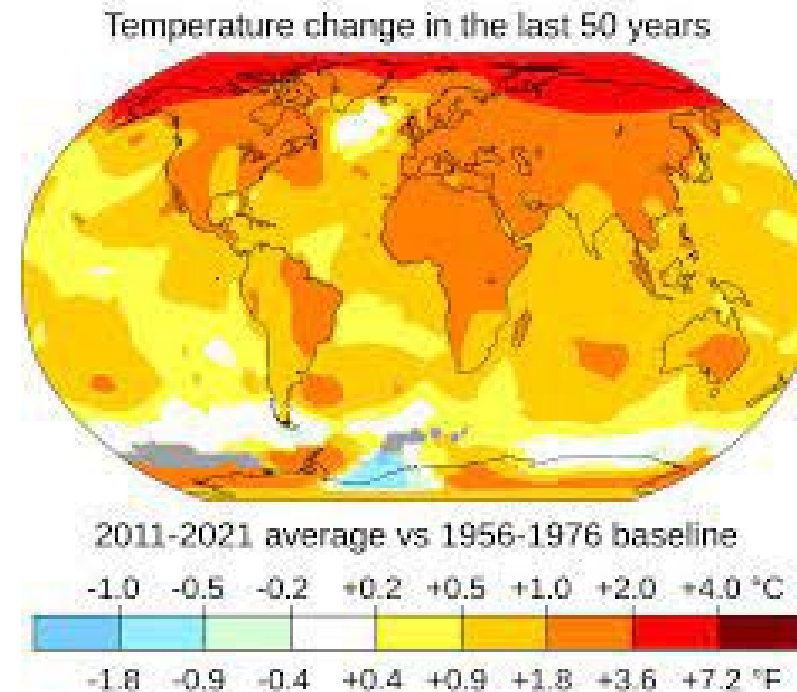 Temperature change in the last 50 years
2011-2021 average vs 1956-1976 baseline
-1.0 -0.5 -0.2 +0.2 +0.5 +1.0 +2.0 +4.0 °C
-1.8 -0.9 -0.4 +0.4 +0.9 +1.8 +3.6 +7.2 °F